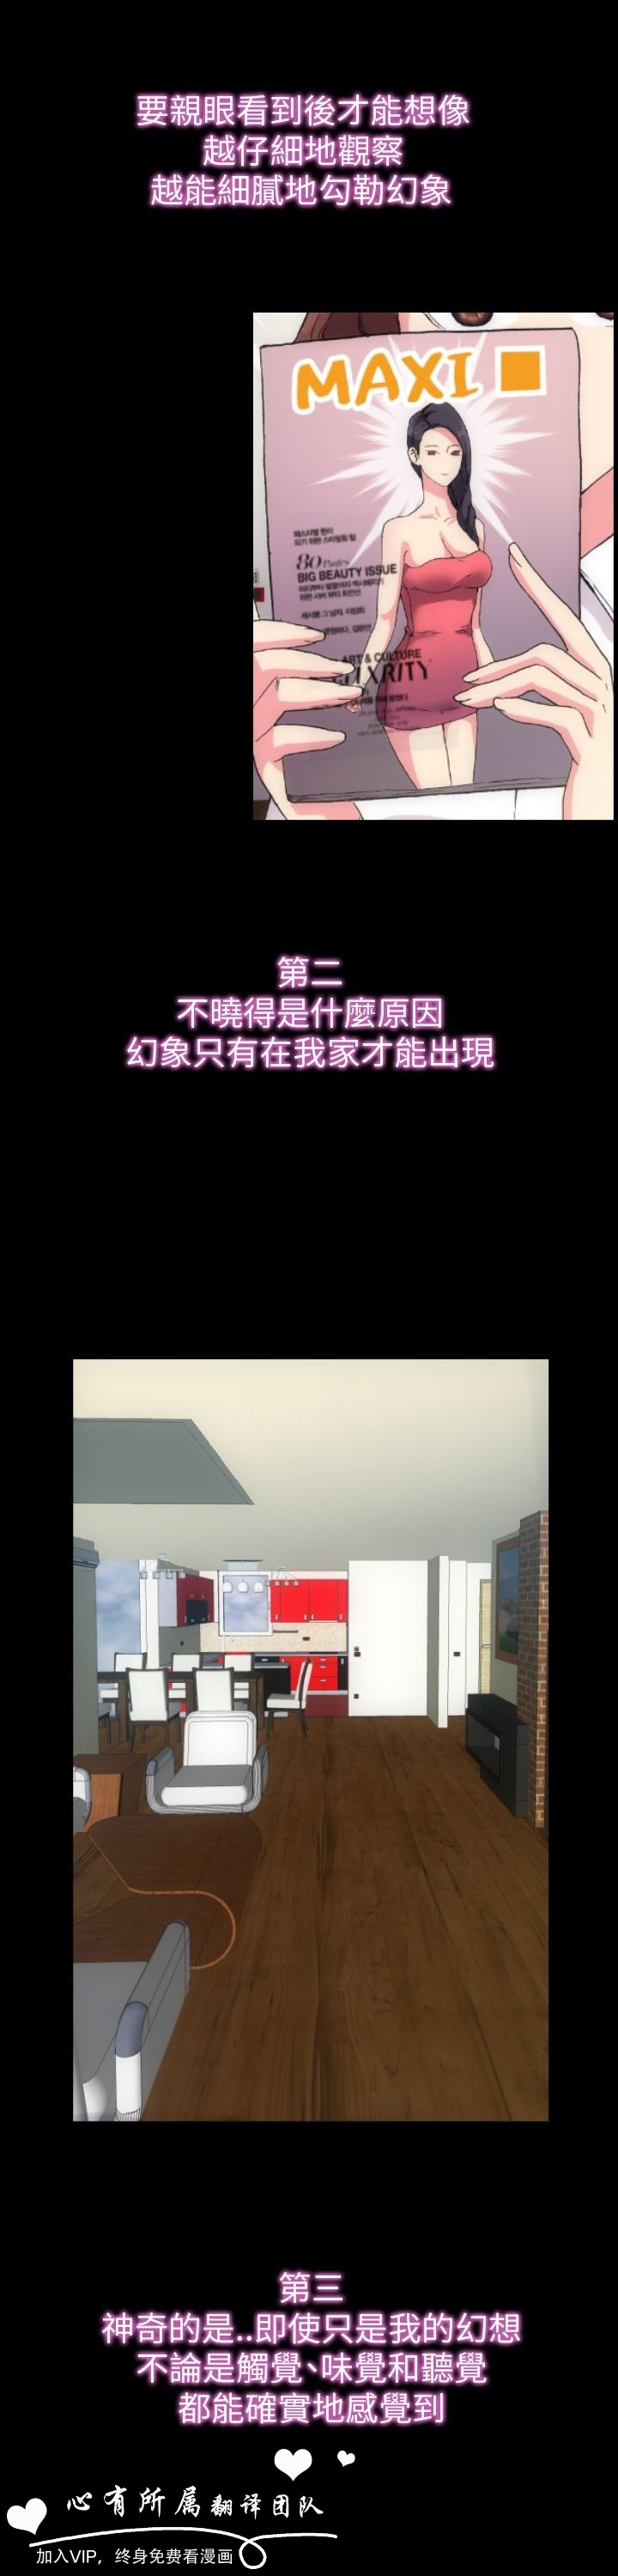 要親眼看到後才能想像
越仔細地觀察
越能細膩地勾勒幻象
MAXI
80 Pages
BIG BEAUTY ISSUE
ART & CULTURE
第二
不曉得是什麼原因
幻象只有在我家才能出現
第三
神奇的是..即使只是我的幻想
不論是觸覺、味覺和聽覺
都能確實地感覺到
心有所属翻译团队
加入VIP，终身免费看漫画